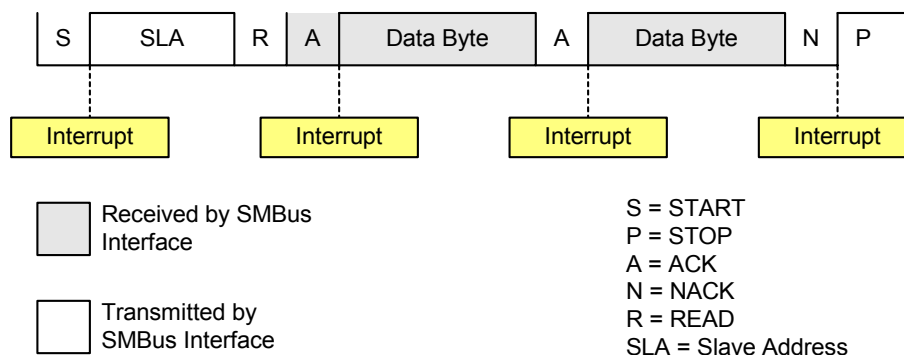 S SLA R A Data Byte A Data Byte N P
Interrupt Interrupt Interrupt Interrupt
Received by SMBus
Interface
Transmitted by
SMBus Interface
S = START
P = STOP
A = ACK
N = NACK
R = READ
SLA = Slave Address